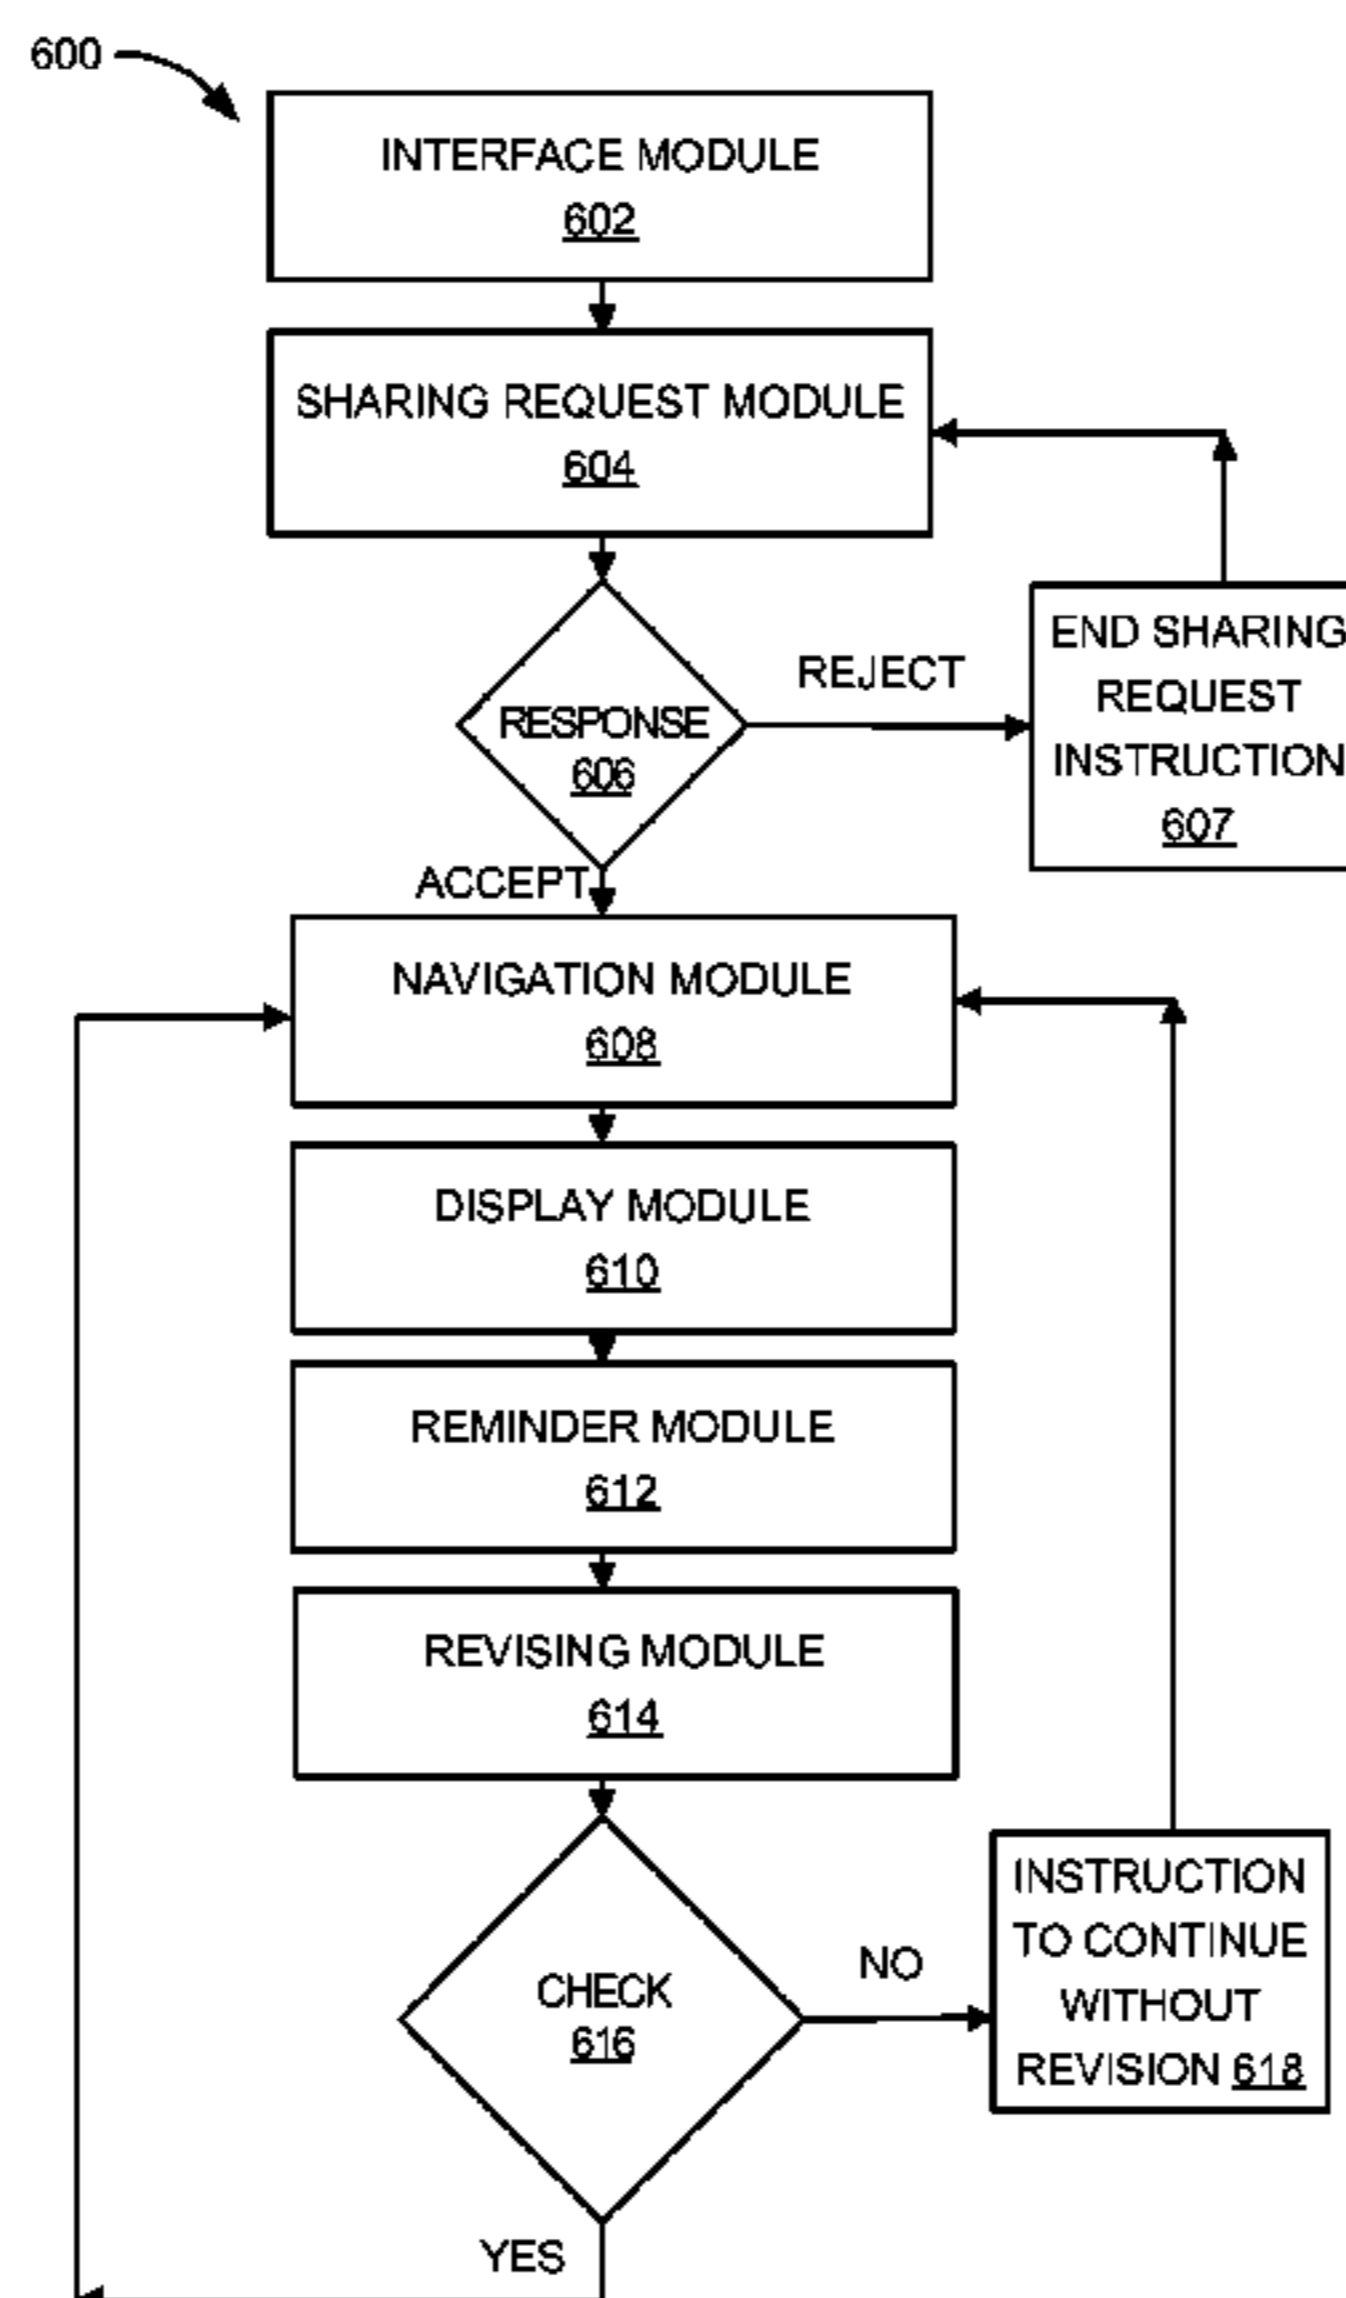 600
INTERFACE MODULE
602
SHARING REQUEST MODULE
604
RESPONSE
606
REJECT
END SHARING
REQUEST
INSTRUCTION
607
ACCEPT
NAVIGATION MODULE
608
DISPLAY MODULE
610
REMINDER MODULE
612
REVISING MODULE
614
CHECK
616
NO
INSTRUCTION
TO CONTINUE
WITHOUT
REVISION 618
YES